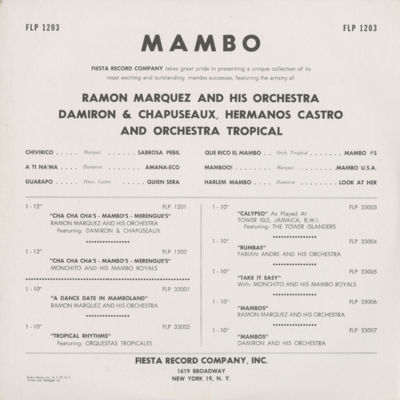 FLP 1203 FLP 1203
MAMBO
FIESTA RECORD COMPANY takes great pride in presenting a unique collection of its
most exciting and outstanding mambo successes, featuring the artistry of
RAMON MARQUEZ AND HIS ORCHESTRA
DAMIRON & CHAPUSEAUX, HERMANOS CASTRO
AND ORCHESTRA TROPICAL
CHIVIRICO . . . . Marquez . . . . . SABROSA PEBIL
A TI NA'MA . . . . Damiron . . . . . AMANA-ECO
GUARAPO . . . . Hnos. Castro . . . . . QUIEN SERA
QUE RICO EL MAMBO . . . Orch. Tropical . . . . MAMBO #5
MAMBOO! . . . . . Marquez . . . . . MAMBO U.S.A.
HARLEM MAMBO . . . Damiron . . . . LOOK AT HER
1 - 12" FLP 1201
"CHA CHA CHA'S - MAMBO'S - MERENGUE'S"
RAMON MARQUEZ AND HIS ORCHESTRA
Featuring: DAMIRON & CHAPUSEAUX
1 - 12" FLP 1202
"CHA CHA CHA'S - MAMBO'S - MERENGUE'S"
MONCHITO AND HIS MAMBO ROYALS
1 - 10" FLP 33001
"A DANCE DATE IN MAMBOLAND"
RAMON MARQUEZ AND HIS ORCHESTRA
1 - 10" FLP 33002
"TROPICAL RHYTHMS"
Featuring: ORQUESTAS TROPICALES
1 - 10" FLP 33003
"CALYPSO" As Played At
TOWER ISLE, JAMAICA, B.W.I.
Featuring: THE TOWER ISLANDERS
1 - 10" FLP 33004
"RUMBAS"
FABIAN ANDRE AND HIS ORCHESTRA
1 - 10" FLP 33005
"TAKE IT EASY"
With MONCHITO AND HIS MAMBO ROYALS
1 - 10" FLP 33006
"MAMBOS"
RAMON MARQUEZ AND HIS ORCHESTRA
1 - 10" FLP 33007
"MAMBOS"
DAMIRON AND HIS ORCHESTRA
FIESTA RECORD COMPANY, INC.
1619 BROADWAY
NEW YORK 19, N. Y.